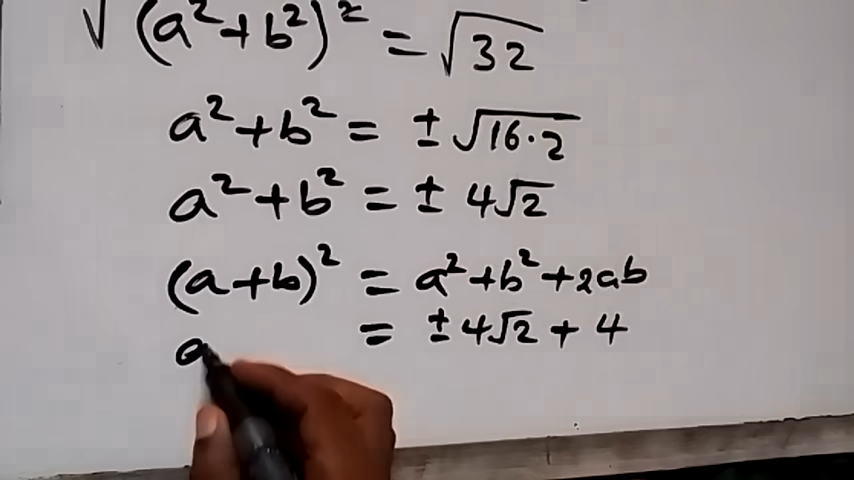 √(a²+b²)² = √32
a²+b² = ±√16·2
a²+b² = ± 4√2
(a+b)² = a²+b²+2ab
= ±4√2 + 4
a